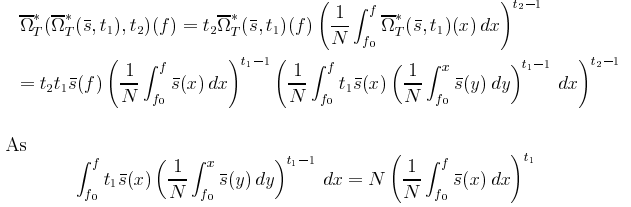 \overline{\Omega}_T^*(\overline{\Omega}_T^*(\bar{s}, t_1), t_2)(f) = t_2 \overline{\Omega}_T^*(\bar{s}, t_1)(f) \left( \frac{1}{N} \int_{f_0}^{f} \overline{\Omega}_T^*(\bar{s}, t_1)(x) \, dx \right)^{t_2-1}
= t_2 t_1 \bar{s}(f) \left( \frac{1}{N} \int_{f_0}^{f} \bar{s}(x) \, dx \right)^{t_1-1} \left( \frac{1}{N} \int_{f_0}^{f} t_1 \bar{s}(x) \left( \frac{1}{N} \int_{f_0}^{x} \bar{s}(y) \, dy \right)^{t_1-1} \, dx \right)^{t_2-1}
As
\int_{f_0}^{f} t_1 \bar{s}(x) \left( \frac{1}{N} \int_{f_0}^{x} \bar{s}(y) \, dy \right)^{t_1-1} \, dx = N \left( \frac{1}{N} \int_{f_0}^{f} \bar{s}(x) \, dx \right)^{t_1}